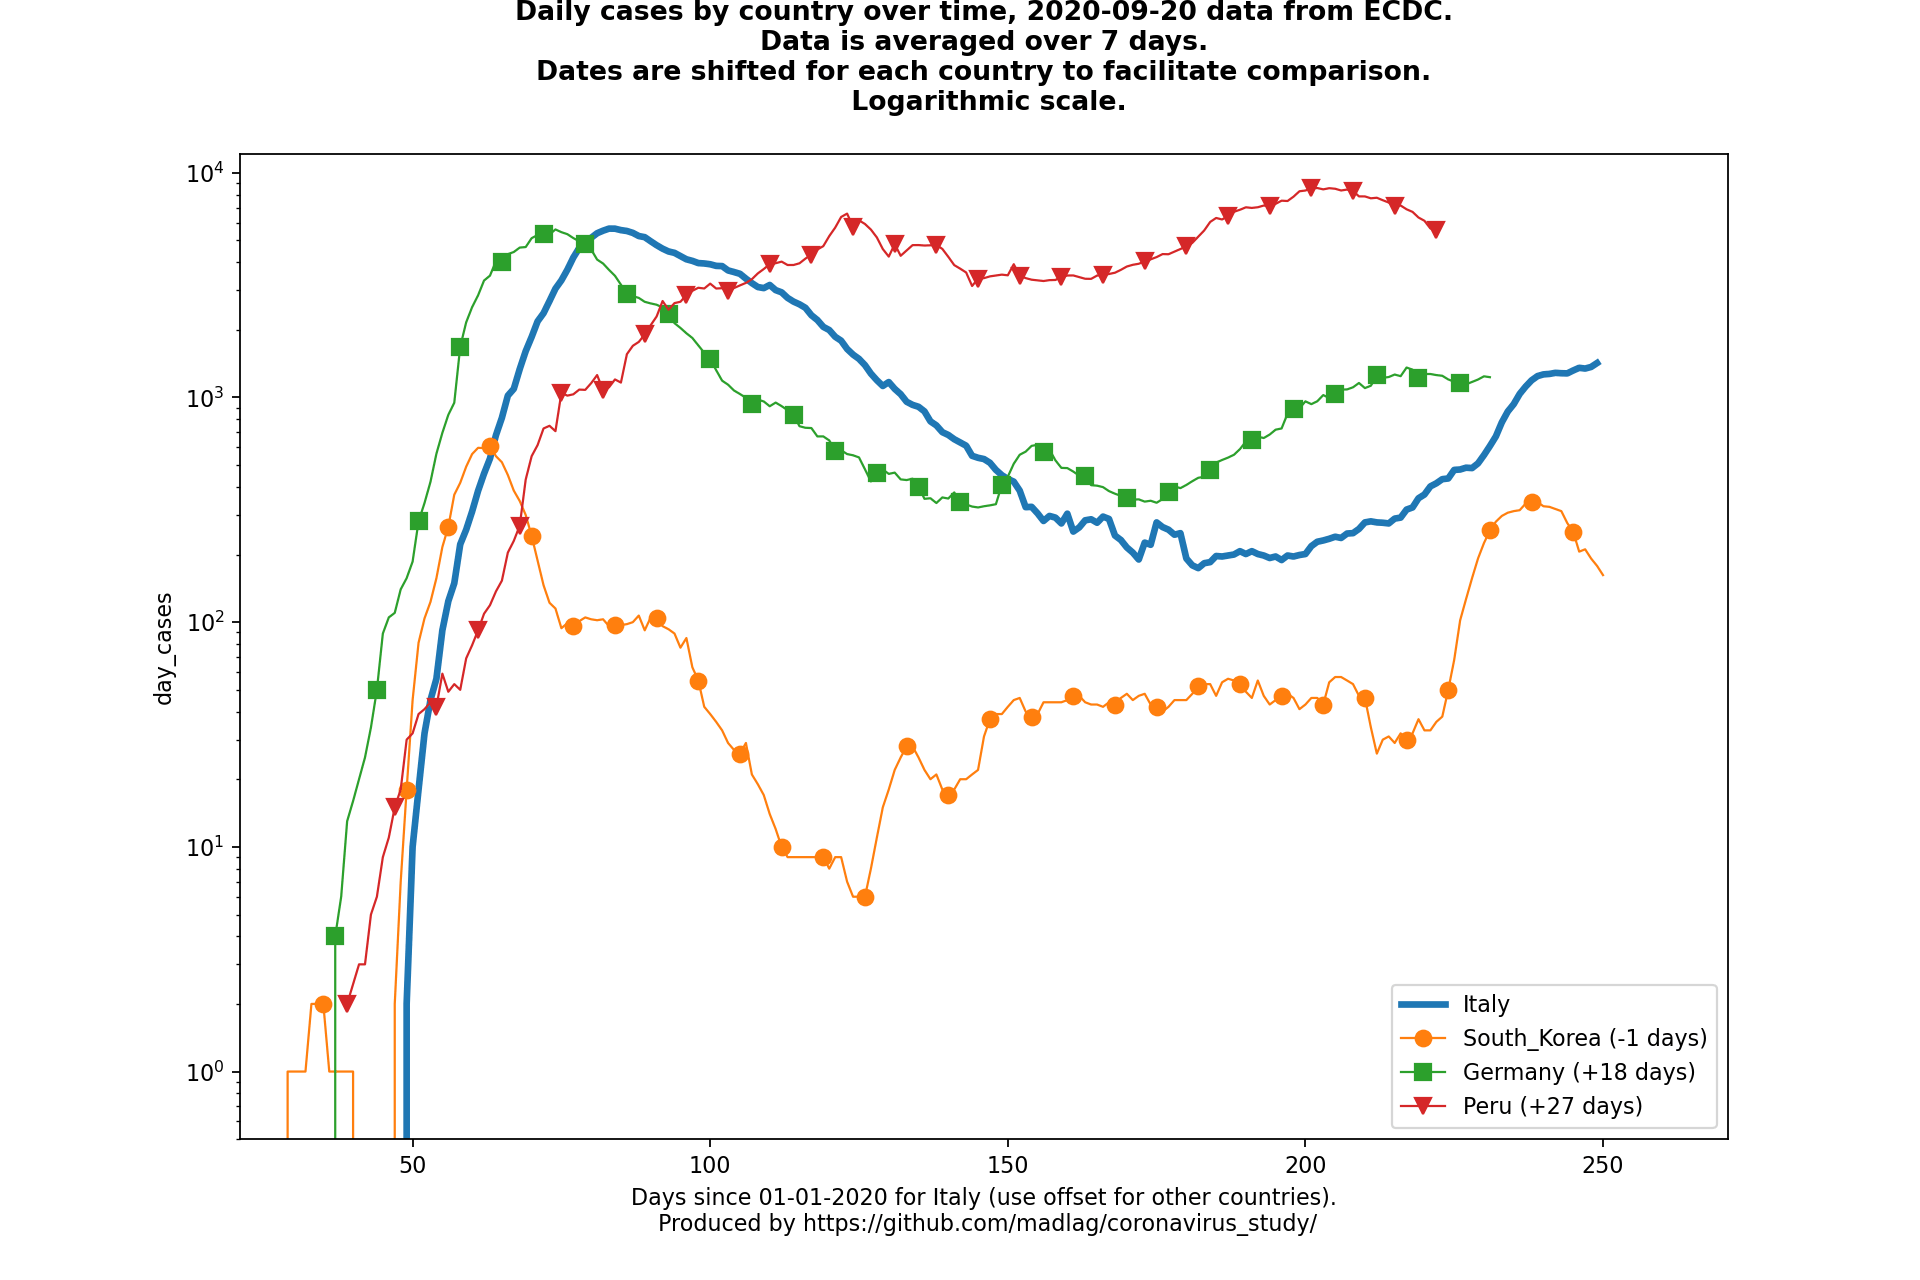 Daily cases by country over time, 2020-09-20 data from ECDC.
Data is averaged over 7 days.
Dates are shifted for each country to facilitate comparison.
Logarithmic scale.
10⁴
10³
10²
10¹
10⁰
day_cases
Italy
South_Korea (-1 days)
Germany (+18 days)
Peru (+27 days)
50
100
150
200
250
Days since 01-01-2020 for Italy (use offset for other countries).
Produced by https://github.com/madlag/coronavirus_study/